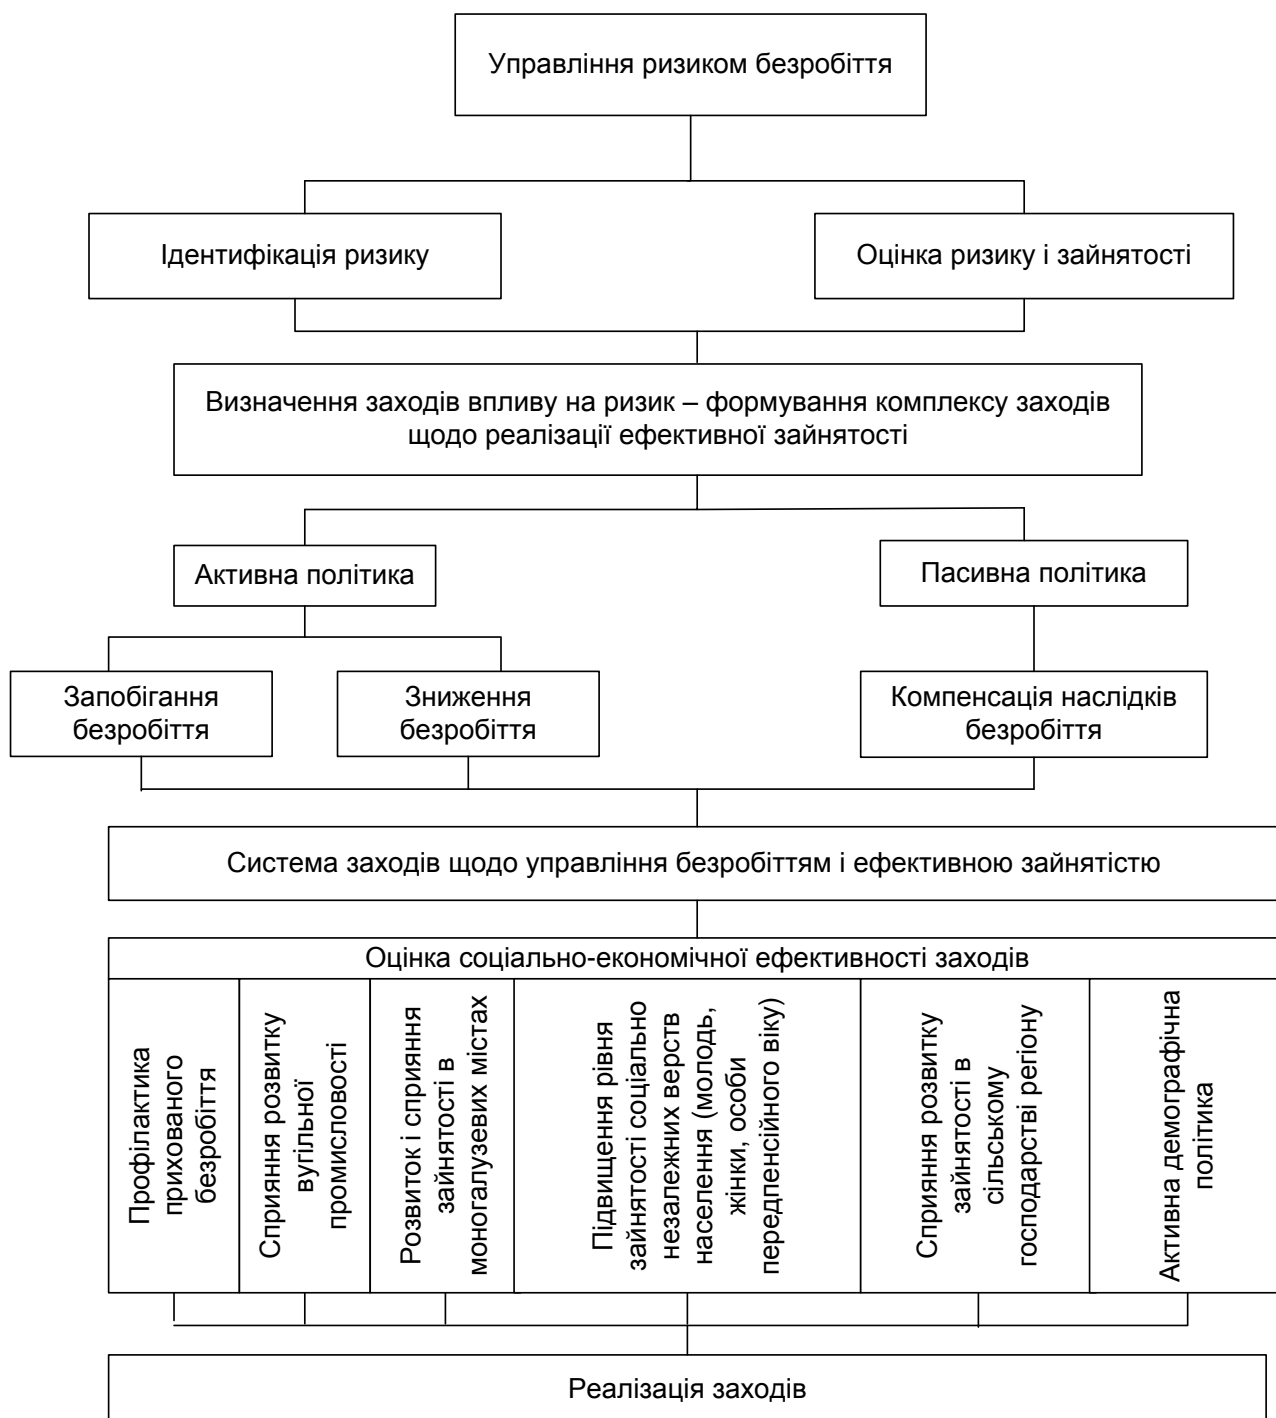 Управління ризиком безробіття
Ідентифікація ризику
Оцінка ризику і зайнятості
Визначення заходів впливу на ризик – формування комплексу заходів
щодо реалізації ефективної зайнятості
Активна політика
Пасивна політика
Запобігання
безробіття
Зниження
безробіття
Компенсація наслідків
безробіття
Система заходів щодо управління безробіттям і ефективною зайнятістю
Оцінка соціально-економічної ефективності заходів
Профілактика
прихованого
безробіття
Сприяння розвитку
вугільної
промисловості
Розвиток і сприяння
зайнятості в
моногалузевих містах
Підвищення рівня
зайнятості соціально
незалежних верств
населення (молодь,
жінки, особи
передпенсійного віку)
Сприяння розвитку
зайнятості в
сільському
господарстві регіону
Активна демографічна
політика
Реалізація заходів